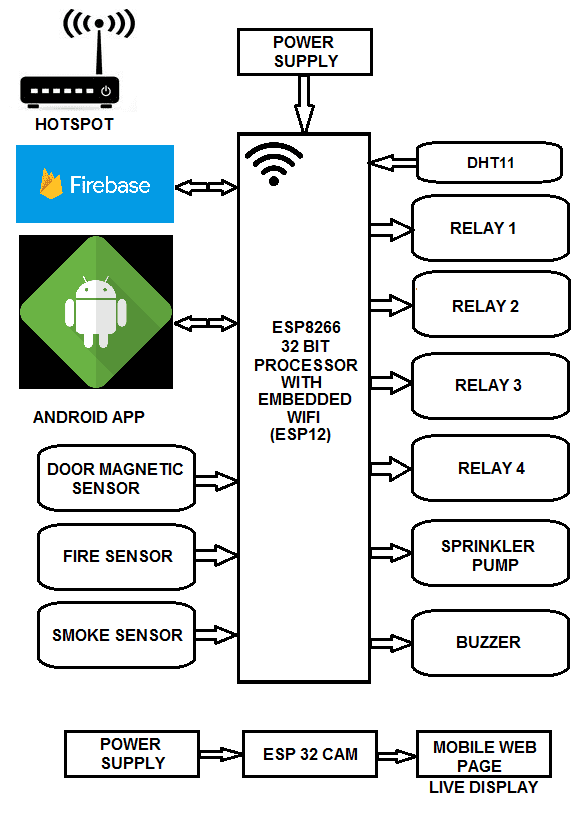 POWER
SUPPLY
HOTSPOT
Firebase
ANDROID APP
DOOR MAGNETIC
SENSOR
FIRE SENSOR
SMOKE SENSOR
ESP8266
32 BIT
PROCESSOR
WITH
EMBEDDED
WIFI
(ESP12)
DHT11
RELAY 1
RELAY 2
RELAY 3
RELAY 4
SPRINKLER
PUMP
BUZZER
POWER
SUPPLY
ESP 32 CAM
MOBILE WEB
PAGE
LIVE DISPLAY